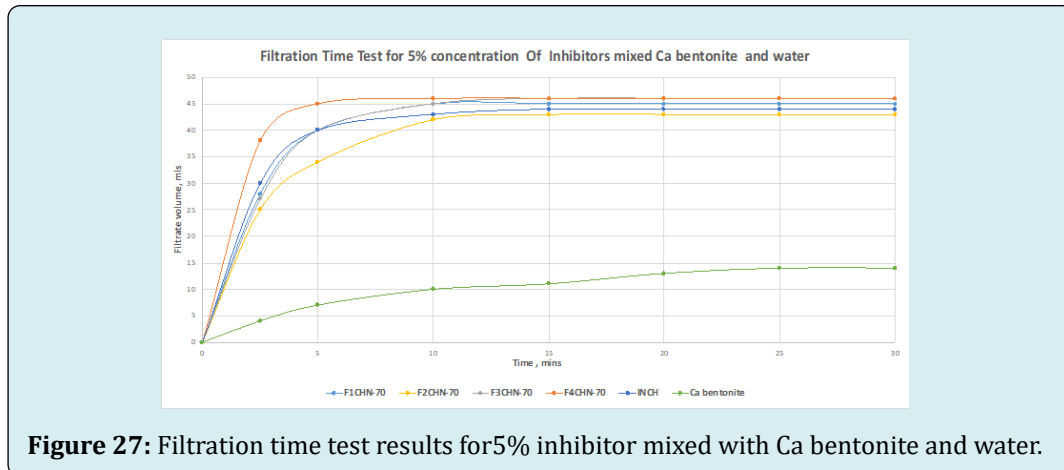 Filtration Time Test for 5% concentration Of Inhibitors mixed Ca bentonite and water
50
45
40
35
30
25
20
15
10
5
0
Filtrate volume, mls
0 5 10 15 20 25 30
Time , mins
F1CHN-70 F2CHN-70 F3CHN-70 F4CHN-70 INCH Ca bentonite
Figure 27: Filtration time test results for5% inhibitor mixed with Ca bentonite and water.